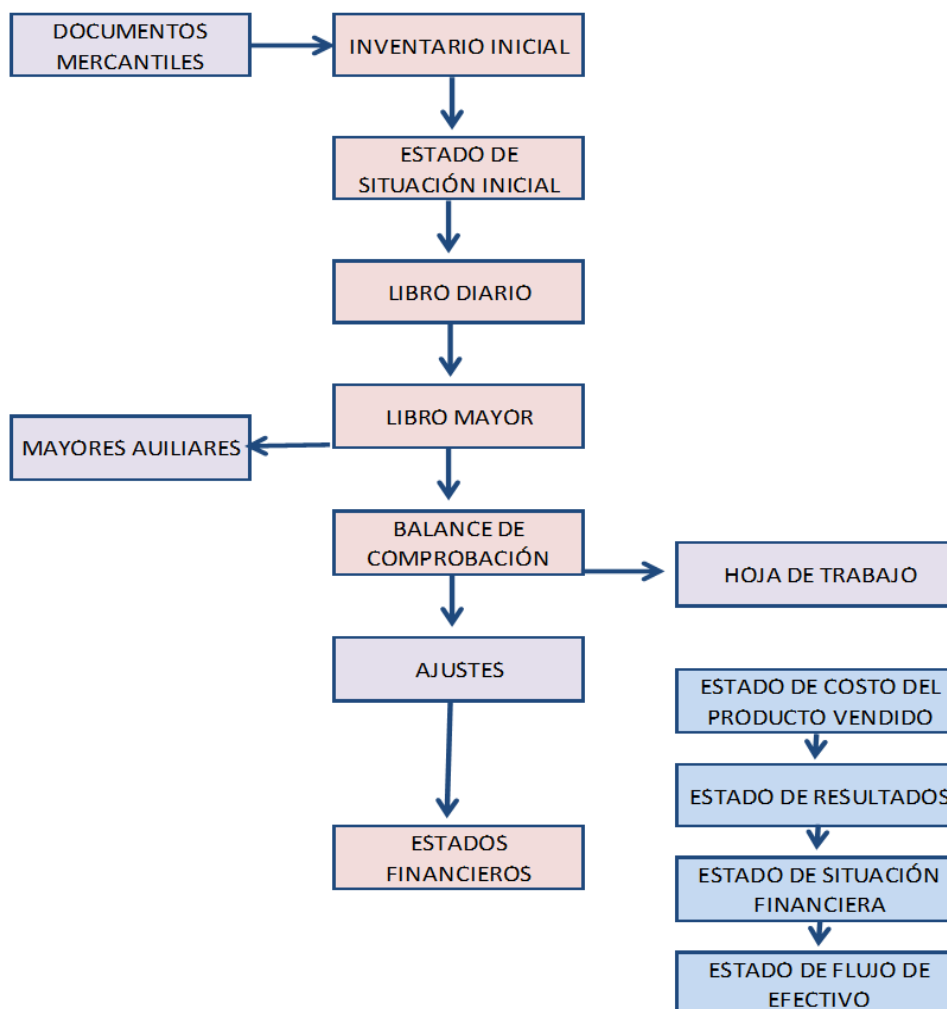 DOCUMENTOS
MERCANTILES
INVENTARIO INICIAL
ESTADO DE
SITUACIÓN INICIAL
LIBRO DIARIO
LIBRO MAYOR
MAYORES AUILIARES
BALANCE DE
COMPROBACIÓN
HOJA DE TRABAJO
AJUSTES
ESTADO DE COSTO DEL
PRODUCTO VENDIDO
ESTADO DE RESULTADOS
ESTADOS
FINANCIEROS
ESTADO DE SITUACIÓN
FINANCIERA
ESTADO DE FLUJO DE
EFECTIVO